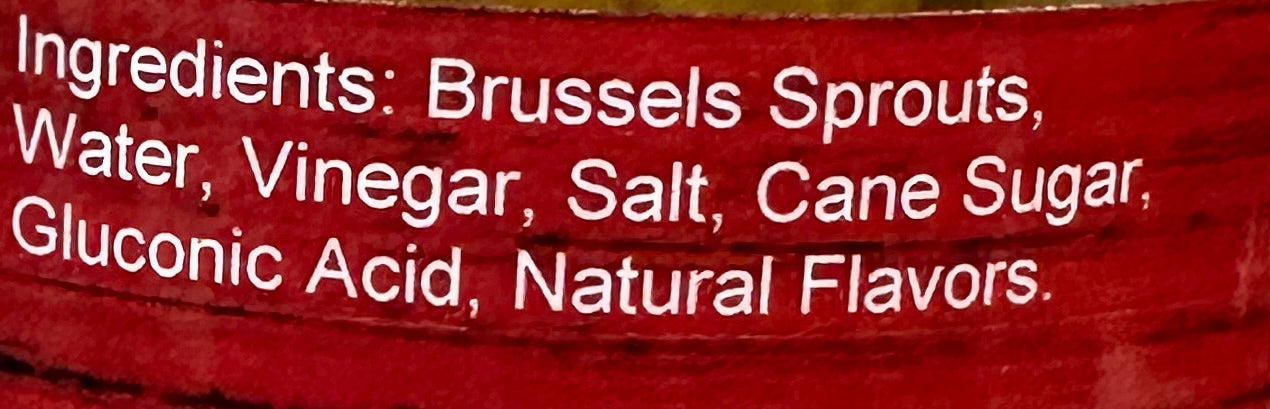 Ingredients: Brussels Sprouts,
Water, Vinegar, Salt, Cane Sugar,
Gluconic Acid, Natural Flavors.